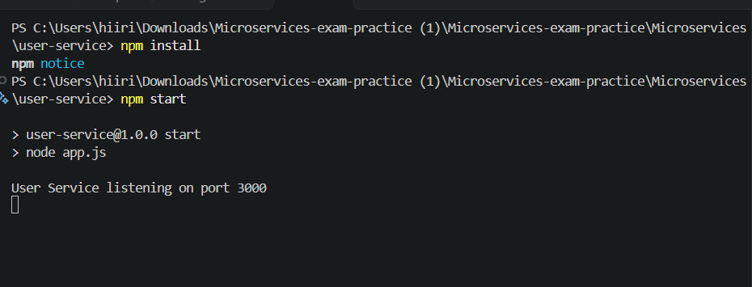 PS C:\Users\hiiri\Downloads\Microservices-exam-practice (1)\Microservices-exam-practice\Microservices
\user-service> npm install
npm notice
PS C:\Users\hiiri\Downloads\Microservices-exam-practice (1)\Microservices-exam-practice\Microservices
\user-service> npm start
> user-service@1.0.0 start
> node app.js
User Service listening on port 3000